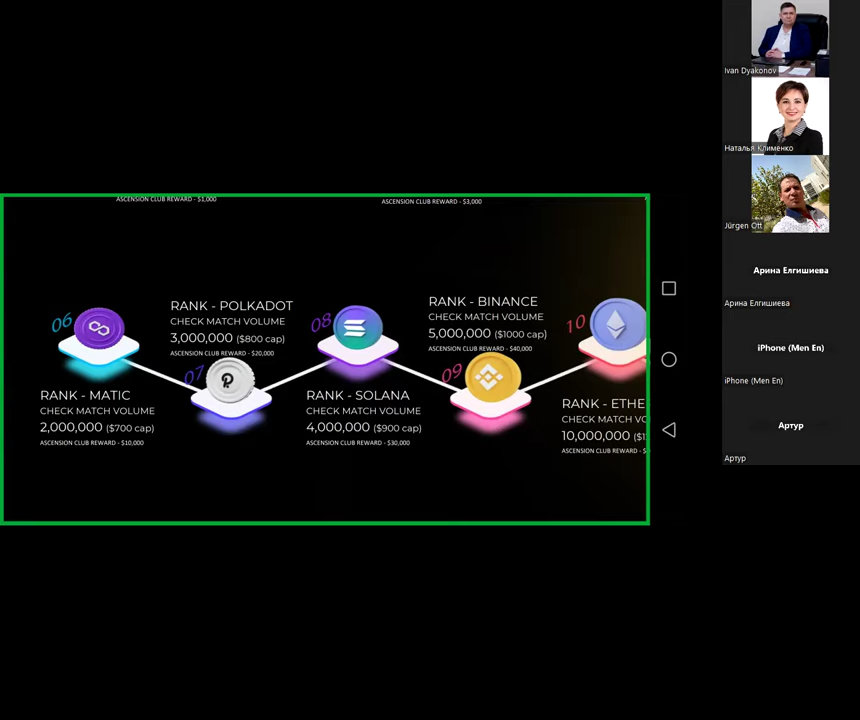 ASCENSION CLUB REWARD - $1,000
ASCENSION CLUB REWARD - $3,000
06
RANK - MATIC
CHECK MATCH VOLUME
2,000,000 ($700 cap)
ASCENSION CLUB REWARD - $10,000
RANK - POLKADOT
CHECK MATCH VOLUME
3,000,000 ($800 cap)
ASCENSION CLUB REWARD - $20,000
07
08
RANK - SOLANA
CHECK MATCH VOLUME
4,000,000 ($900 cap)
ASCENSION CLUB REWARD - $30,000
RANK - BINANCE
CHECK MATCH VOLUME
5,000,000 ($1000 cap)
ASCENSION CLUB REWARD - $40,000
09
10
RANK - ETHE
CHECK MATCH VO
10,000,000 ($1
ASCENSION CLUB REWARD - $
Ivan Dyakonov
Наталья Клименко
Jürgen Ott
Арина Елгишиева
Арина Елгишиева
iPhone (Men En)
iPhone (Men En)
Артур
Артур